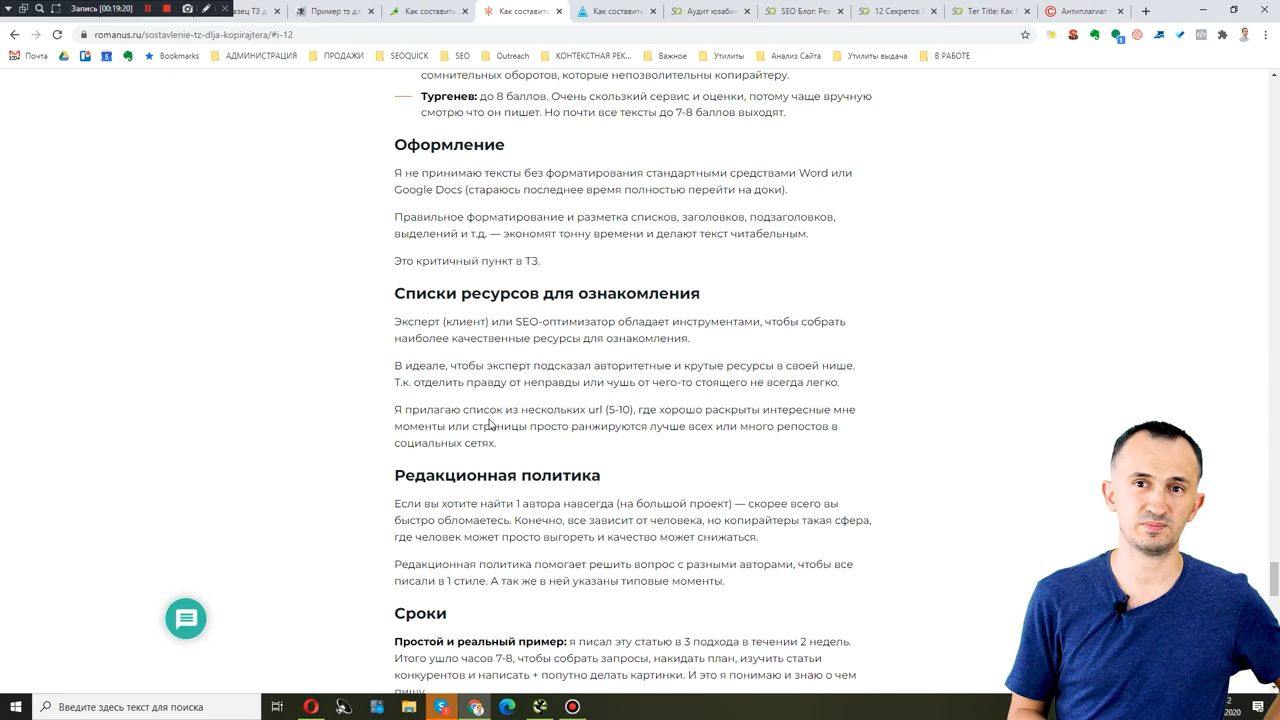 Запись [00:19:20]
Пример тз дл
Как составить
Как составить
Как составить
Аудит юзабил
SEO Блог: Реа
12 Секретов Е
Тег Title: Как
Антиплагиат
romanus.ru/sostavlenie-tz-dlja-kopirajtera/#i-12
Почта
Bookmarks
АДМИНИСТРАЦИЯ
ПРОДАЖИ
SEOQUICK
SEO
Outreach
КОНТЕКСТНАЯ РЕК...
Важное
Утилиты
Анализ Сайта
Утилиты выдача
В РАБОТЕ
сомнительных оборотов, которые непозволительны копирайтеру.
Тургенев: до 8 баллов. Очень скользкий сервис и оценки, потому чаще вручную
смотрю что он пишет. Но почти все тексты до 7-8 баллов выходят.
Оформление
Я не принимаю тексты без форматирования стандартными средствами Word или
Google Docs (стараюсь последнее время полностью перейти на доки).
Правильное форматирование и разметка списков, заголовков, подзаголовков,
выделений и т.д. — экономят тонну времени и делают текст читабельным.
Это критичный пункт в ТЗ.
Списки ресурсов для ознакомления
Эксперт (клиент) или SEO-оптимизатор обладает инструментами, чтобы собрать
наиболее качественные ресурсы для ознакомления.
В идеале, чтобы эксперт подсказал авторитетные и крутые ресурсы в своей нише.
Т.к. отделить правду от неправды или чушь от чего-то стоящего не всегда легко.
Я прилагаю список из нескольких url (5-10), где хорошо раскрыты интересные мне
моменты или страницы просто ранжируются лучше всех или много репостов в
социальных сетях.
Редакционная политика
Если вы хотите найти 1 автора навсегда (на большой проект) — скорее всего вы
быстро обломаетесь. Конечно, все зависит от человека, но копирайтеры такая сфера,
где человек может просто выгореть и качество может снижаться.
Редакционная политика помогает решить вопрос с разными авторами, чтобы все
писали в 1 стиле. А так же в ней указаны типовые моменты.
Сроки
Простой и реальный пример: я писал эту статью в 3 подхода в течении 2 недель.
Итого ушло часов 7-8, чтобы собрать запросы, накидать план, изучить статьи
конкурентов и написать + попутно делать картинки. И это я понимаю и знаю о чем
пишу.
Введите здесь текст для поиска
2020